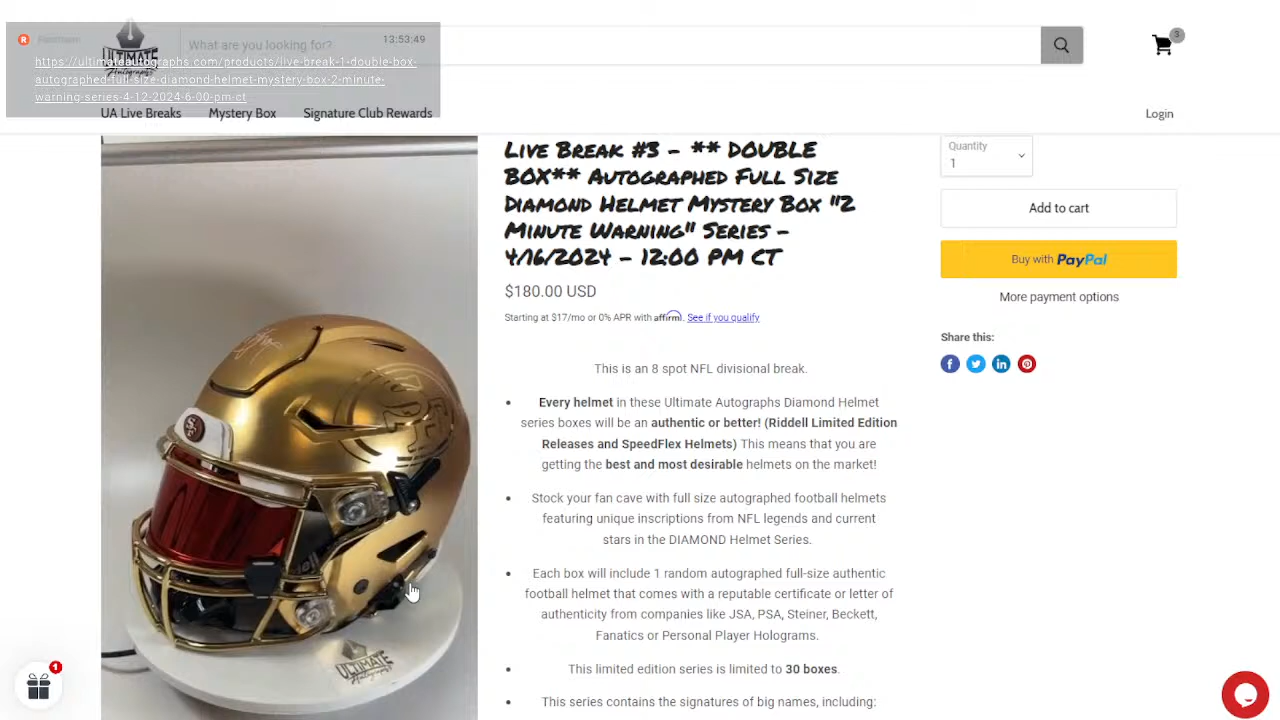 13:53:49
What are you looking for?
https://ultimateautographs.com/products/live-break-1-double-box-
autographed-full-size-diamond-helmet-mystery-box-2-minute-
warning-series-4-12-2024-6-00-pm-ct
ULTIMATE
Autographs
3
UA Live Breaks
Mystery Box
Signature Club Rewards
Login
Live Break #3 - ** DOUBLE
BOX** Autographed Full Size
Diamond Helmet Mystery Box "2
Minute Warning" Series -
4/16/2024 - 12:00 PM CT
$180.00 USD
Starting at $17/mo or 0% APR with affirm. See if you qualify
Quantity
1
Add to cart
Buy with PayPal
More payment options
Share this:
This is an 8 spot NFL divisional break.
Every helmet in these Ultimate Autographs Diamond Helmet
series boxes will be an authentic or better! (Riddell Limited Edition
Releases and SpeedFlex Helmets) This means that you are
getting the best and most desirable helmets on the market!
Stock your fan cave with full size autographed football helmets
featuring unique inscriptions from NFL legends and current
stars in the DIAMOND Helmet Series.
Each box will include 1 random autographed full-size authentic
football helmet that comes with a reputable certificate or letter of
authenticity from companies like JSA, PSA, Steiner, Beckett,
Fanatics or Personal Player Holograms.
This limited edition series is limited to 30 boxes.
This series contains the signatures of big names, including:
SF
ULTIMATE
Autographs
1